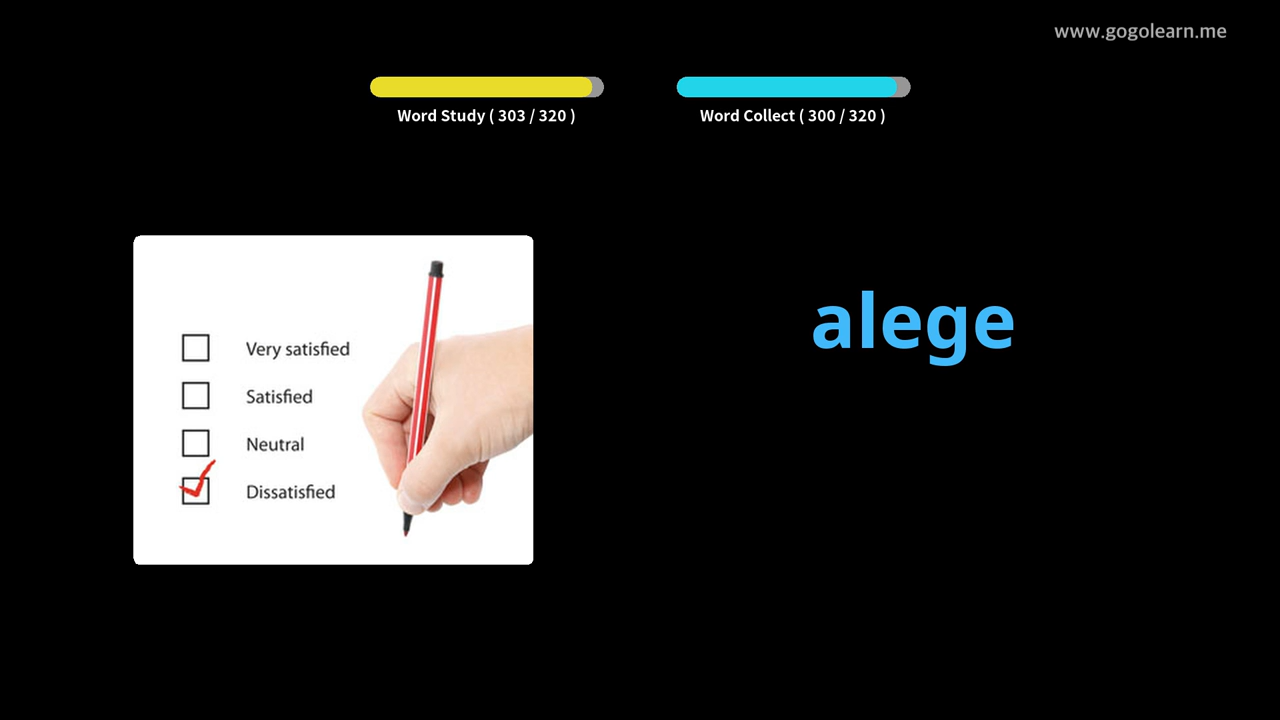 www.gogolearn.me
Word Study ( 303 / 320 )
Word Collect ( 300 / 320 )
Very satisfied
Satisfied
Neutral
Dissatisfied
alege